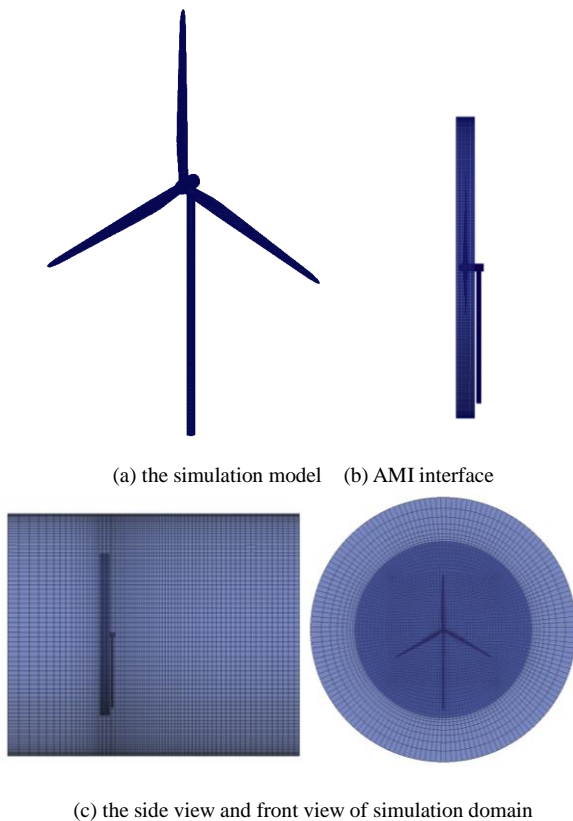 (a) the simulation model (b) AMI interface
(c) the side view and front view of simulation domain